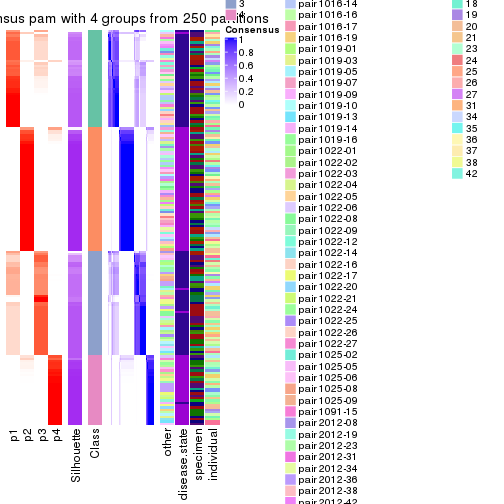 nsus pam with 4 groups from 250 partitions
3
4
Consensus
1
0.8
0.6
0.4
0.2
0
p1
p2
p3
p4
Silhouette
Class
other
disease.state
specimen
individual
pair1016-14
pair1016-16
pair1016-17
pair1019-01
pair1019-03
pair1019-05
pair1019-07
pair1019-09
pair1019-10
pair1019-13
pair1019-14
pair1019-16
pair1022-01
pair1022-02
pair1022-03
pair1022-04
pair1022-05
pair1022-06
pair1022-08
pair1022-09
pair1022-12
pair1022-14
pair1022-16
pair1022-17
pair1022-20
pair1022-21
pair1022-24
pair1022-25
pair1022-26
pair1022-27
pair1025-02
pair1025-05
pair1025-06
pair1025-08
pair1025-09
pair1091-15
pair2012-08
pair2012-19
pair2012-23
pair2012-31
pair2012-34
pair2012-36
pair2012-38
pair2012-42
18
19
20
21
23
24
25
26
27
31
34
35
36
37
38
42